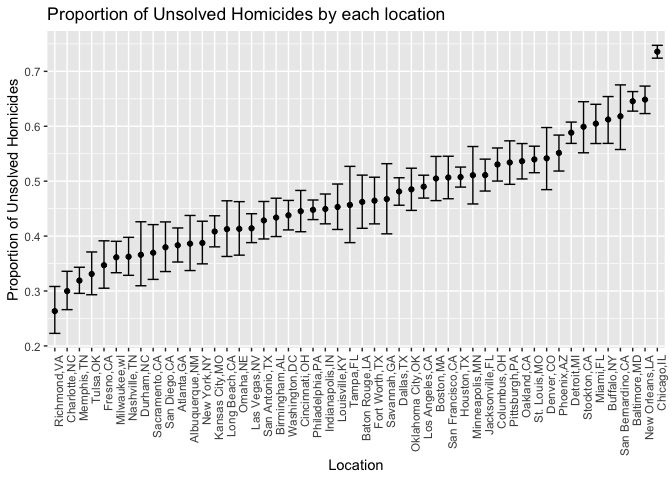 Proportion of Unsolved Homicides by each location
Proportion of Unsolved Homicides
0.7
0.6
0.5
0.4
0.3
0.2
Richmond,VA
Charlotte,NC
Memphis,TN
Tulsa,OK
Fresno,CA
Milwaukee,wI
Nashville,TN
Durham,NC
Sacramento,CA
San Diego,CA
Atlanta,GA
Albuquerque,NM
New York,NY
Kansas City,MO
Long Beach,CA
Omaha,NE
Las Vegas,NV
San Antonio,TX
Birmingham,AL
Washington,DC
Cincinnati,OH
Philadelphia,PA
Indianapolis,IN
Louisville,KY
Tampa,FL
Baton Rouge,LA
Fort Worth,TX
Savannah,GA
Dallas,TX
Oklahoma City,OK
Los Angeles,CA
Boston,MA
San Francisco,CA
Houston,TX
Minneapolis,MN
Jacksonville,FL
Columbus,OH
Pittsburgh,PA
Oakland,CA
St. Louis,MO
Denver,CO
Phoenix,AZ
Detroit,MI
Stockton,CA
Miami,FL
Buffalo,NY
San Bernardino,CA
Baltimore,MD
New Orleans,LA
Chicago,IL
Location